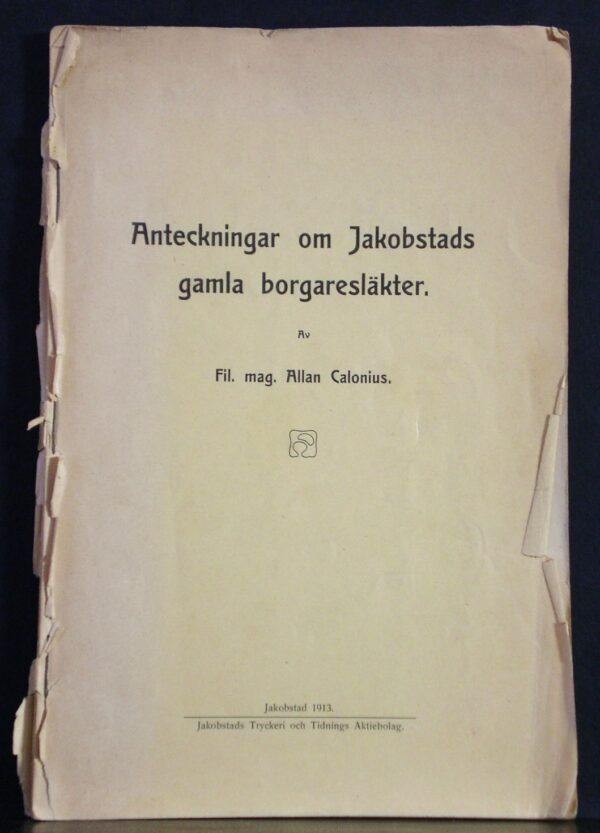 Anteckningar om Jakobstads
gamla borgaresläkter.
Av
Fil. mag. Allan Calonius.
Jakobstad 1913.
Jakobstads Tryckeri och Tidnings Aktiebolag.